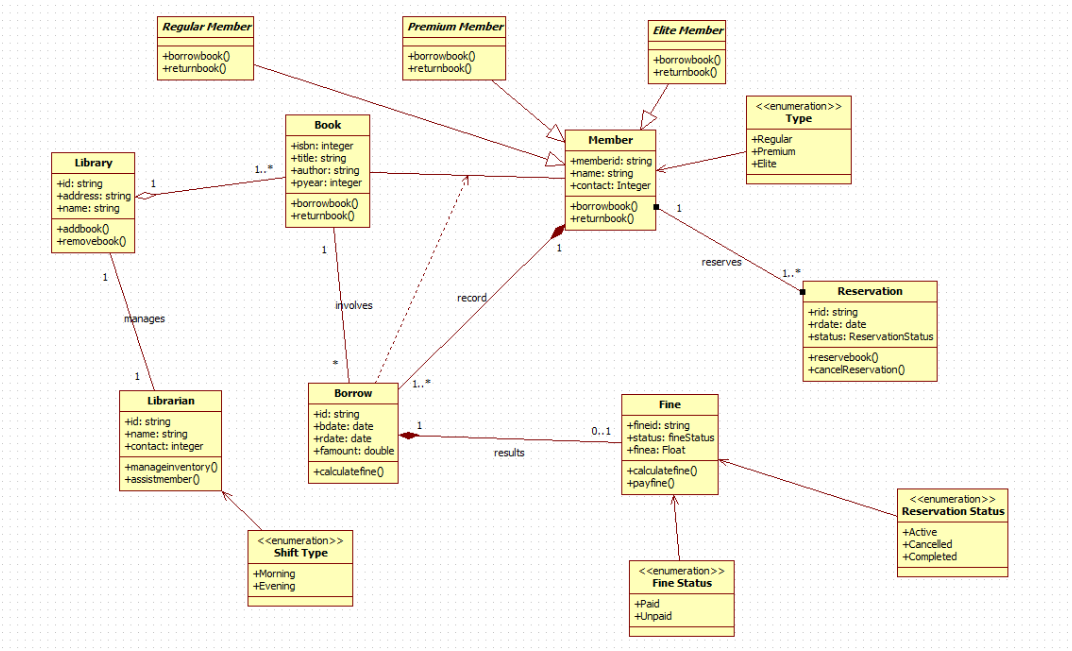 Regular Member
+borrowbook()
+returnbook()
Premium Member
+borrowbook()
+returnbook()
Elite Member
+borrowbook()
+returnbook()
<<enumeration>>
Type
+Regular
+Premium
+Elite
Book
+isbn: integer
+title: string
+author: string
+pyear: integer
+borrowbook()
+returnbook()
Member
+memberid: string
+name: string
+contact: Integer
+borrowbook()
+returnbook()
Library
+id: string
+address: string
+name: string
+addbook()
+removebook()
1
1..*
1
reserves
1..*
1
record
1..*
1
involves
*
1
manages
1
Reservation
+rid: string
+rdate: date
+status: ReservationStatus
+reservebook()
+cancelReservation()
Librarian
+id: string
+name: string
+contact: integer
+manageinventory()
+assistmember()
Borrow
+id: string
+bdate: date
+rdate: date
+famount: double
+calculatefine()
1
results
0..1
Fine
+fineid: string
+status: fineStatus
+finea: Float
+calculatefine()
+payfine()
<<enumeration>>
Reservation Status
+Active
+Cancelled
+Completed
<<enumeration>>
Shift Type
+Morning
+Evening
<<enumeration>>
Fine Status
+Paid
+Unpaid